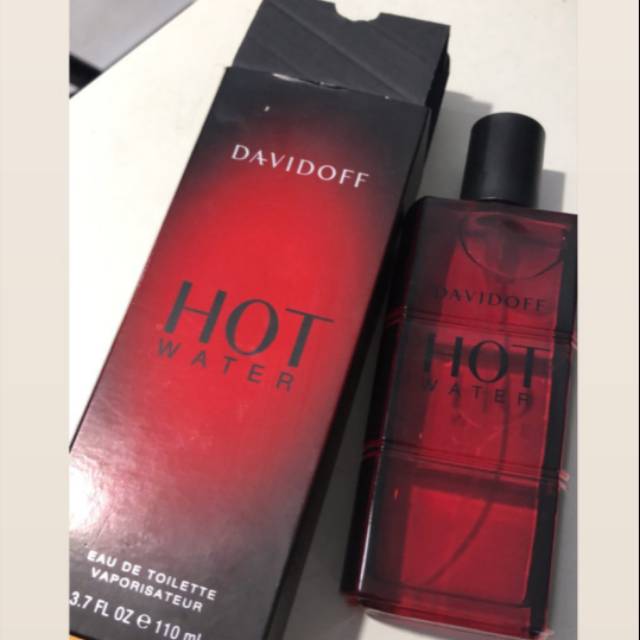 DAVIDOFF
HOT
WATER
EAU DE TOILETTE
VAPORISATEUR
3.7 FL OZ ℮ 110 ml
DAVIDOFF
HOT
WATER